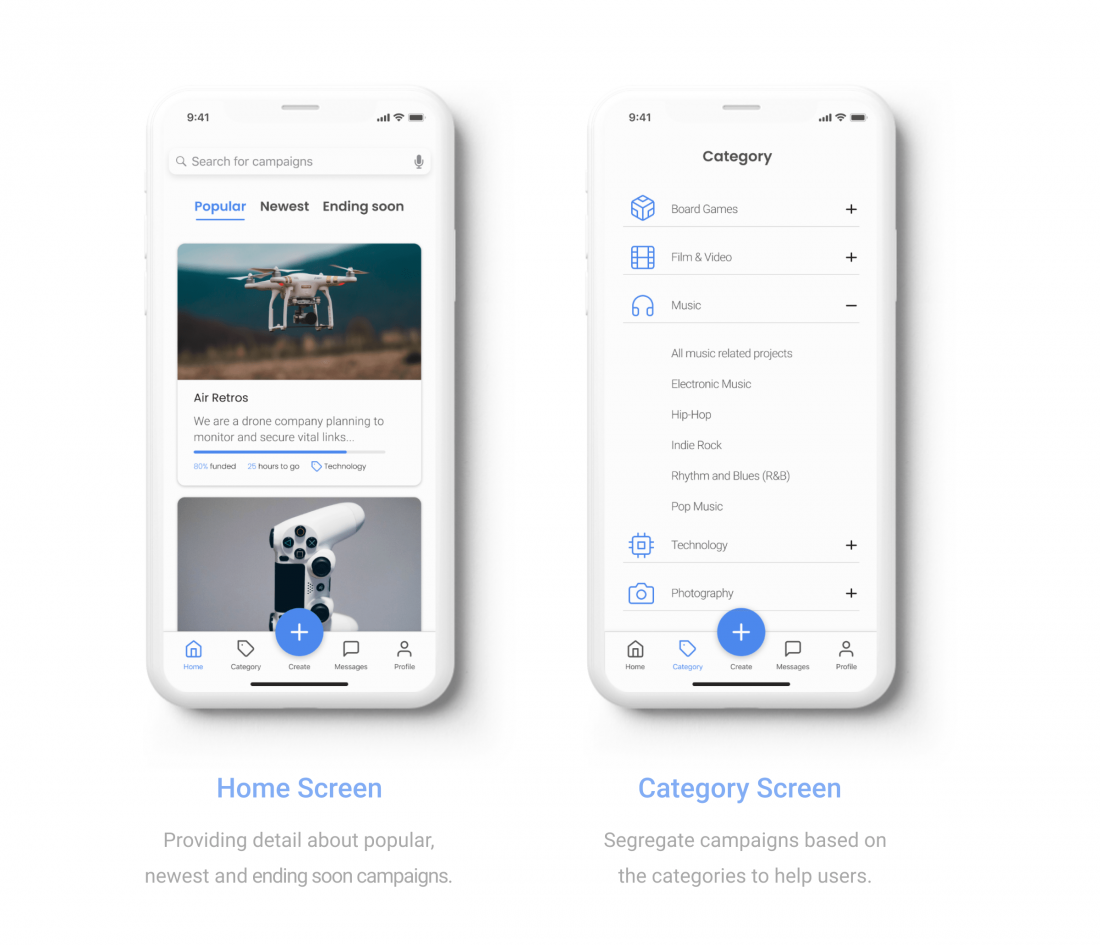 9:41
Search for campaigns
Popular Newest Ending soon
Air Retros
We are a drone company planning to
monitor and secure vital links...
80% funded 25 hours to go Technology
Home Category Create Messages Profile
Home Screen
Providing detail about popular,
newest and ending soon campaigns.
9:41
Category
Board Games
Film & Video
Music
All music related projects
Electronic Music
Hip-Hop
Indie Rock
Rhythm and Blues (R&B)
Pop Music
Technology
Photography
Home Category Create Messages Profile
Category Screen
Segregate campaigns based on
the categories to help users.